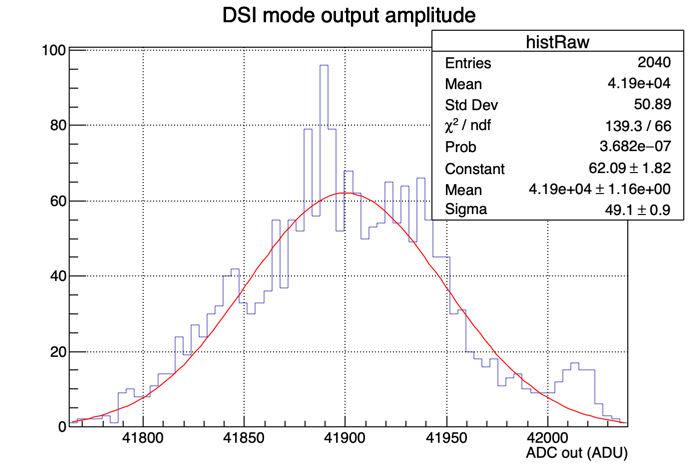 DSI mode output amplitude
histRaw
Entries 2040
Mean 4.19e+04
Std Dev 50.89
χ² / ndf 139.3 / 66
Prob 3.682e−07
Constant 62.09 ± 1.82
Mean 4.19e+04 ± 1.16e+00
Sigma 49.1 ± 0.9
100
80
60
40
20
0
41800 41850 41900 41950 42000
ADC out (ADU)